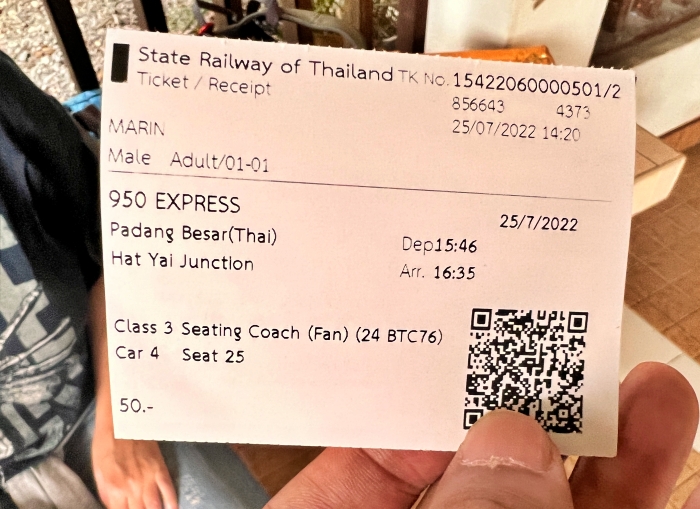 State Railway of Thailand TK No. 15422060000501/2
Ticket / Receipt 856643 4373
25/07/2022 14:20
MARIN
Male Adult/01-01
950 EXPRESS 25/7/2022
Padang Besar(Thai) Dep15:46
Hat Yai Junction Arr. 16:35
Class 3 Seating Coach (Fan) (24 BTC76)
Car 4 Seat 25
50.-